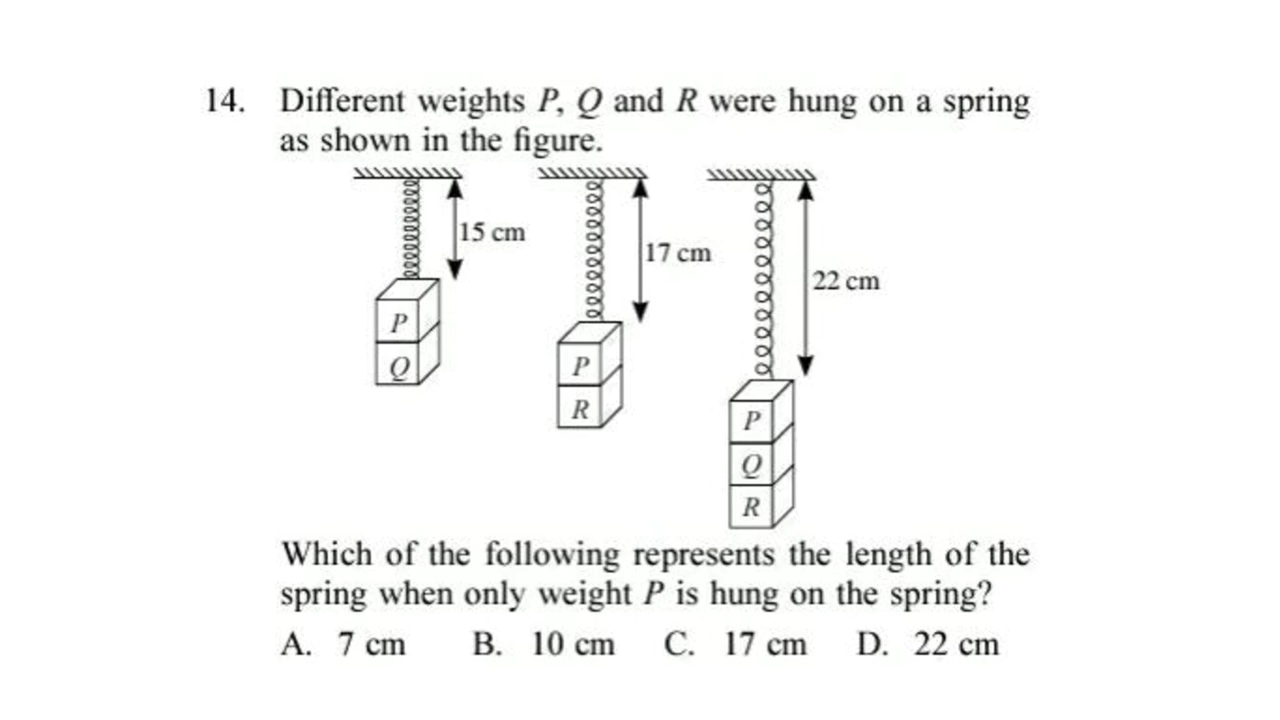 14. Different weights P, Q and R were hung on a spring
as shown in the figure.
15 cm
17 cm
22 cm
P
Q
P
R
P
Q
R
Which of the following represents the length of the
spring when only weight P is hung on the spring?
A. 7 cm B. 10 cm C. 17 cm D. 22 cm